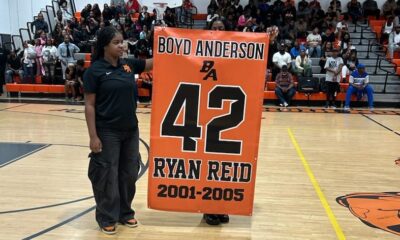 BOYD ANDERSON
BA
42
RYAN REID
2001-2005